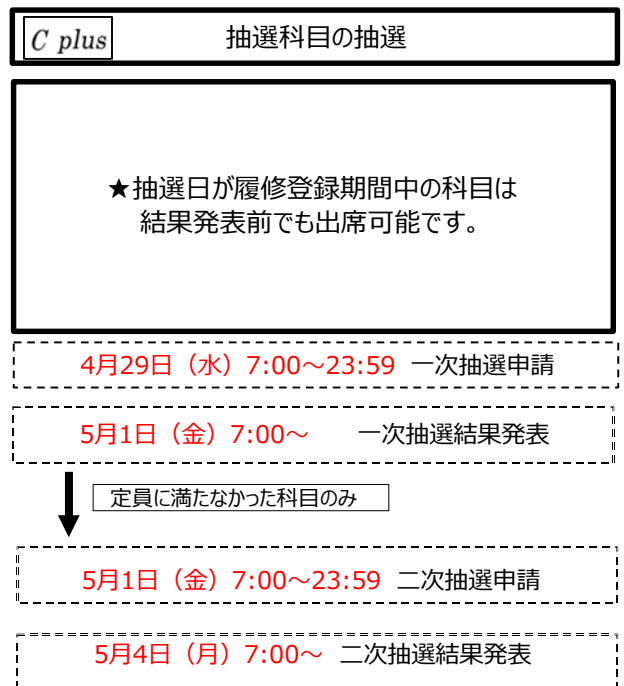 C plus 抽選科目の抽選
★抽選日が履修登録期間中の科目は
結果発表前でも出席可能です。
4月29日（水）7:00～23:59 一次抽選申請
5月1日（金）7:00～ 一次抽選結果発表
定員に満たなかった科目のみ
5月1日（金）7:00～23:59 二次抽選申請
5月4日（月）7:00～ 二次抽選結果発表